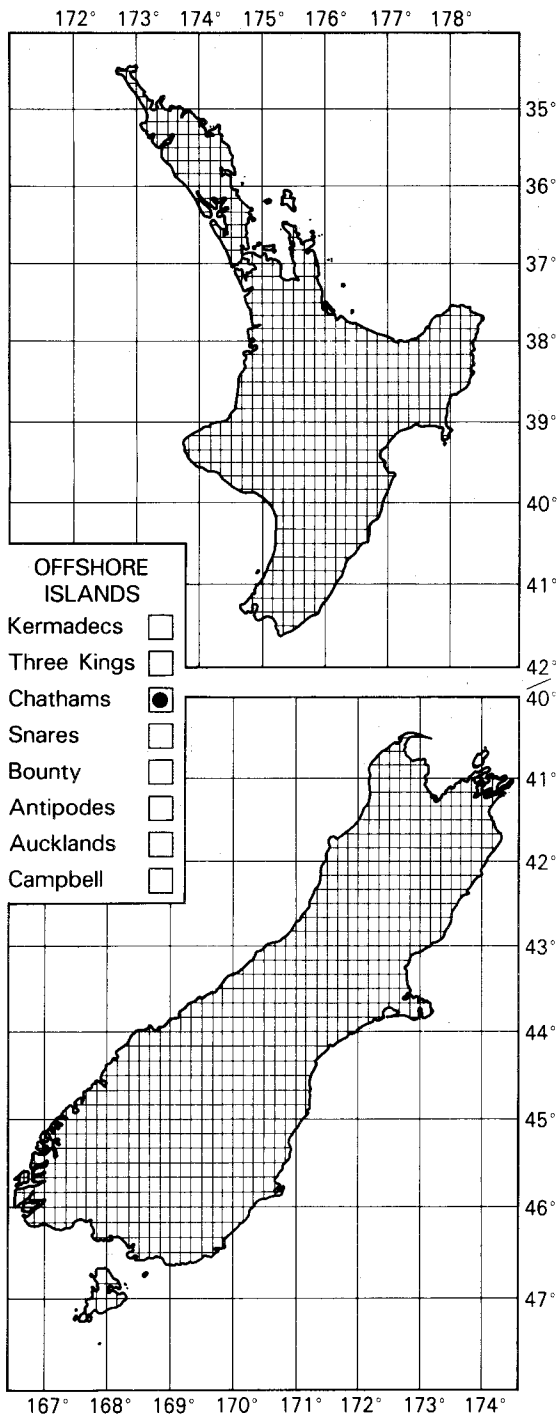 172° 173° 174° 175° 176° 177° 178°
35°
36°
37°
38°
39°
40°
41°
42°
OFFSHORE
ISLANDS
Kermadecs
Three Kings
Chathams
Snares
Bounty
Antipodes
Aucklands
Campbell
40°
41°
42°
43°
44°
45°
46°
47°
167° 168° 169° 170° 171° 172° 173° 174°